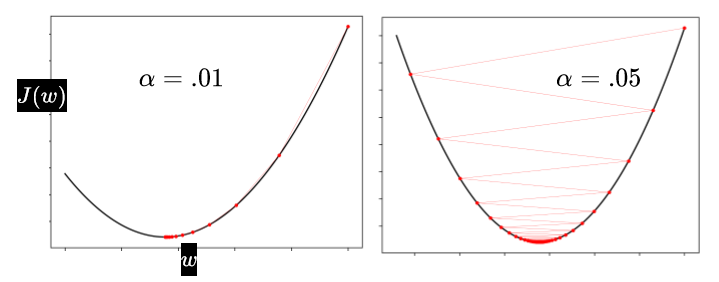 α = .01
J(w)
w
α = .05